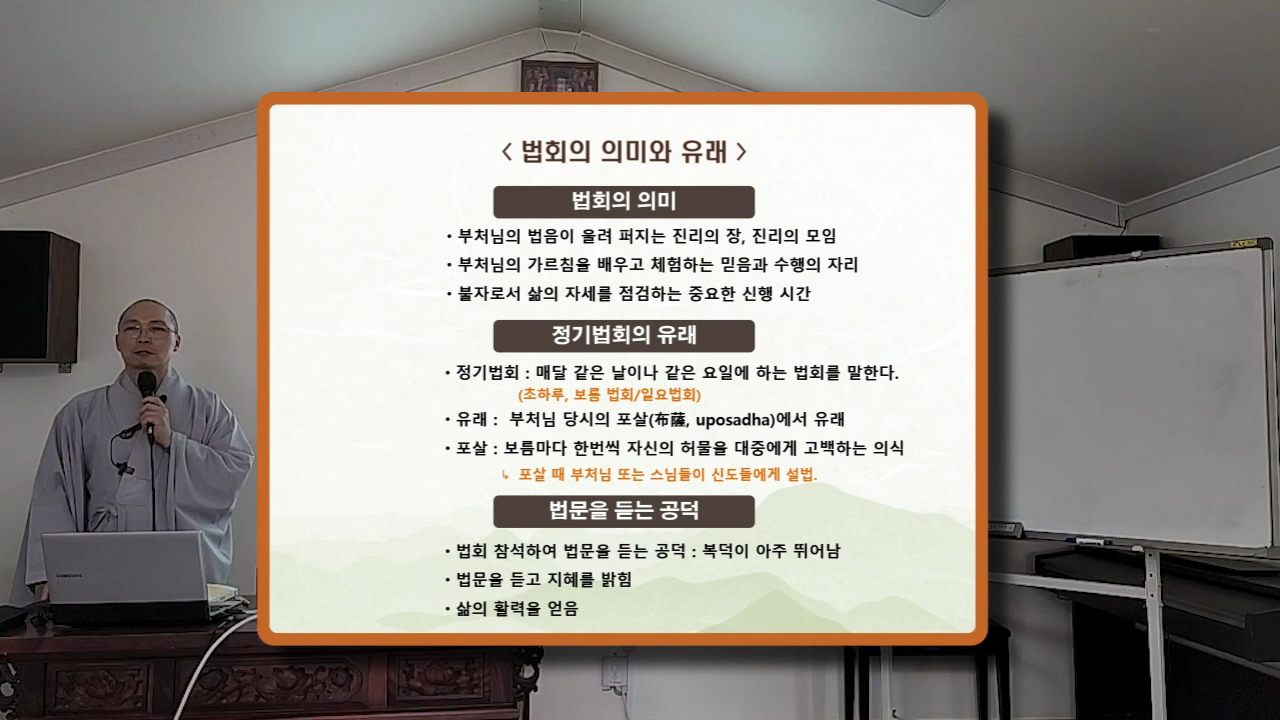 < 법회의 의미와 유래 >
법회의 의미
• 부처님의 법음이 울려 퍼지는 진리의 장, 진리의 모임
• 부처님의 가르침을 배우고 체험하는 믿음과 수행의 자리
• 불자로서 삶의 자세를 점검하는 중요한 신행 시간
정기법회의 유래
• 정기법회 : 매달 같은 날이나 같은 요일에 하는 법회를 말한다.
(초하루, 보름 법회/일요법회)
• 유래 : 부처님 당시의 포살(布薩, uposadha)에서 유래
• 포살 : 보름마다 한번씩 자신의 허물을 대중에게 고백하는 의식
↳ 포살 때 부처님 또는 스님들이 신도들에게 설법.
법문을 듣는 공덕
• 법회 참석하여 법문을 듣는 공덕 : 복덕이 아주 뛰어남
• 법문을 듣고 지혜를 밝힘
• 삶의 활력을 얻음
SAMSUNG